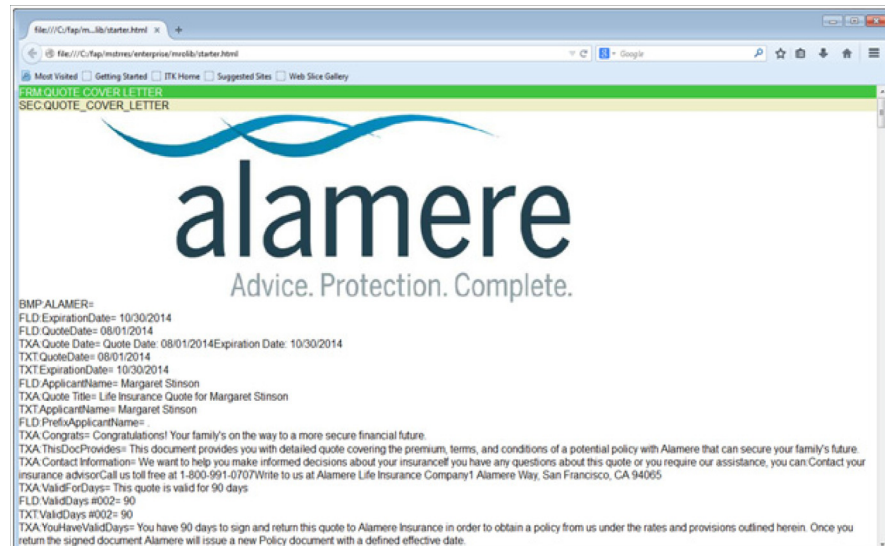 file:///C:/fap/m...lib/starter.html × +
file:///C:/fap/mstrres/enterprise/mrolib/starter.html
Google
Most Visited Getting Started ITK Home Suggested Sites Web Slice Gallery
FRM:QUOTE COVER LETTER
SEC:QUOTE_COVER_LETTER
alamere
Advice. Protection. Complete.
BMP:ALAMER=
FLD:ExpirationDate= 10/30/2014
FLD:QuoteDate= 08/01/2014
TXA:Quote Date= Quote Date: 08/01/2014Expiration Date: 10/30/2014
TXT:QuoteDate= 08/01/2014
TXT:ExpirationDate= 10/30/2014
FLD:ApplicantName= Margaret Stinson
TXA:Quote Title= Life Insurance Quote for Margaret Stinson
TXT:ApplicantName= Margaret Stinson
FLD:PrefixApplicantName= .
TXA:Congrats= Congratulations! Your family's on the way to a more secure financial future.
TXA:ThisDocProvides= This document provides you with detailed quote covering the premium, terms, and conditions of a potential policy with Alamere that can secure your family's future.
TXA:Contact Information= We want to help you make informed decisions about your insuranceIf you have any questions about this quote or you require our assistance, you can:Contact your
insurance advisorCall us toll free at 1-800-991-0707Write to us at Alamere Life Insurance Company1 Alamere Way, San Francisco, CA 94065
TXA:ValidForDays= This quote is valid for 90 days
FLD:ValidDays #002= 90
TXT:ValidDays #002= 90
TXA:YouHaveValidDays= You have 90 days to sign and return this quote to Alamere Insurance in order to obtain a policy from us under the rates and provisions outlined herein. Once you
return the signed document Alamere will issue a new Policy document with a defined effective date.